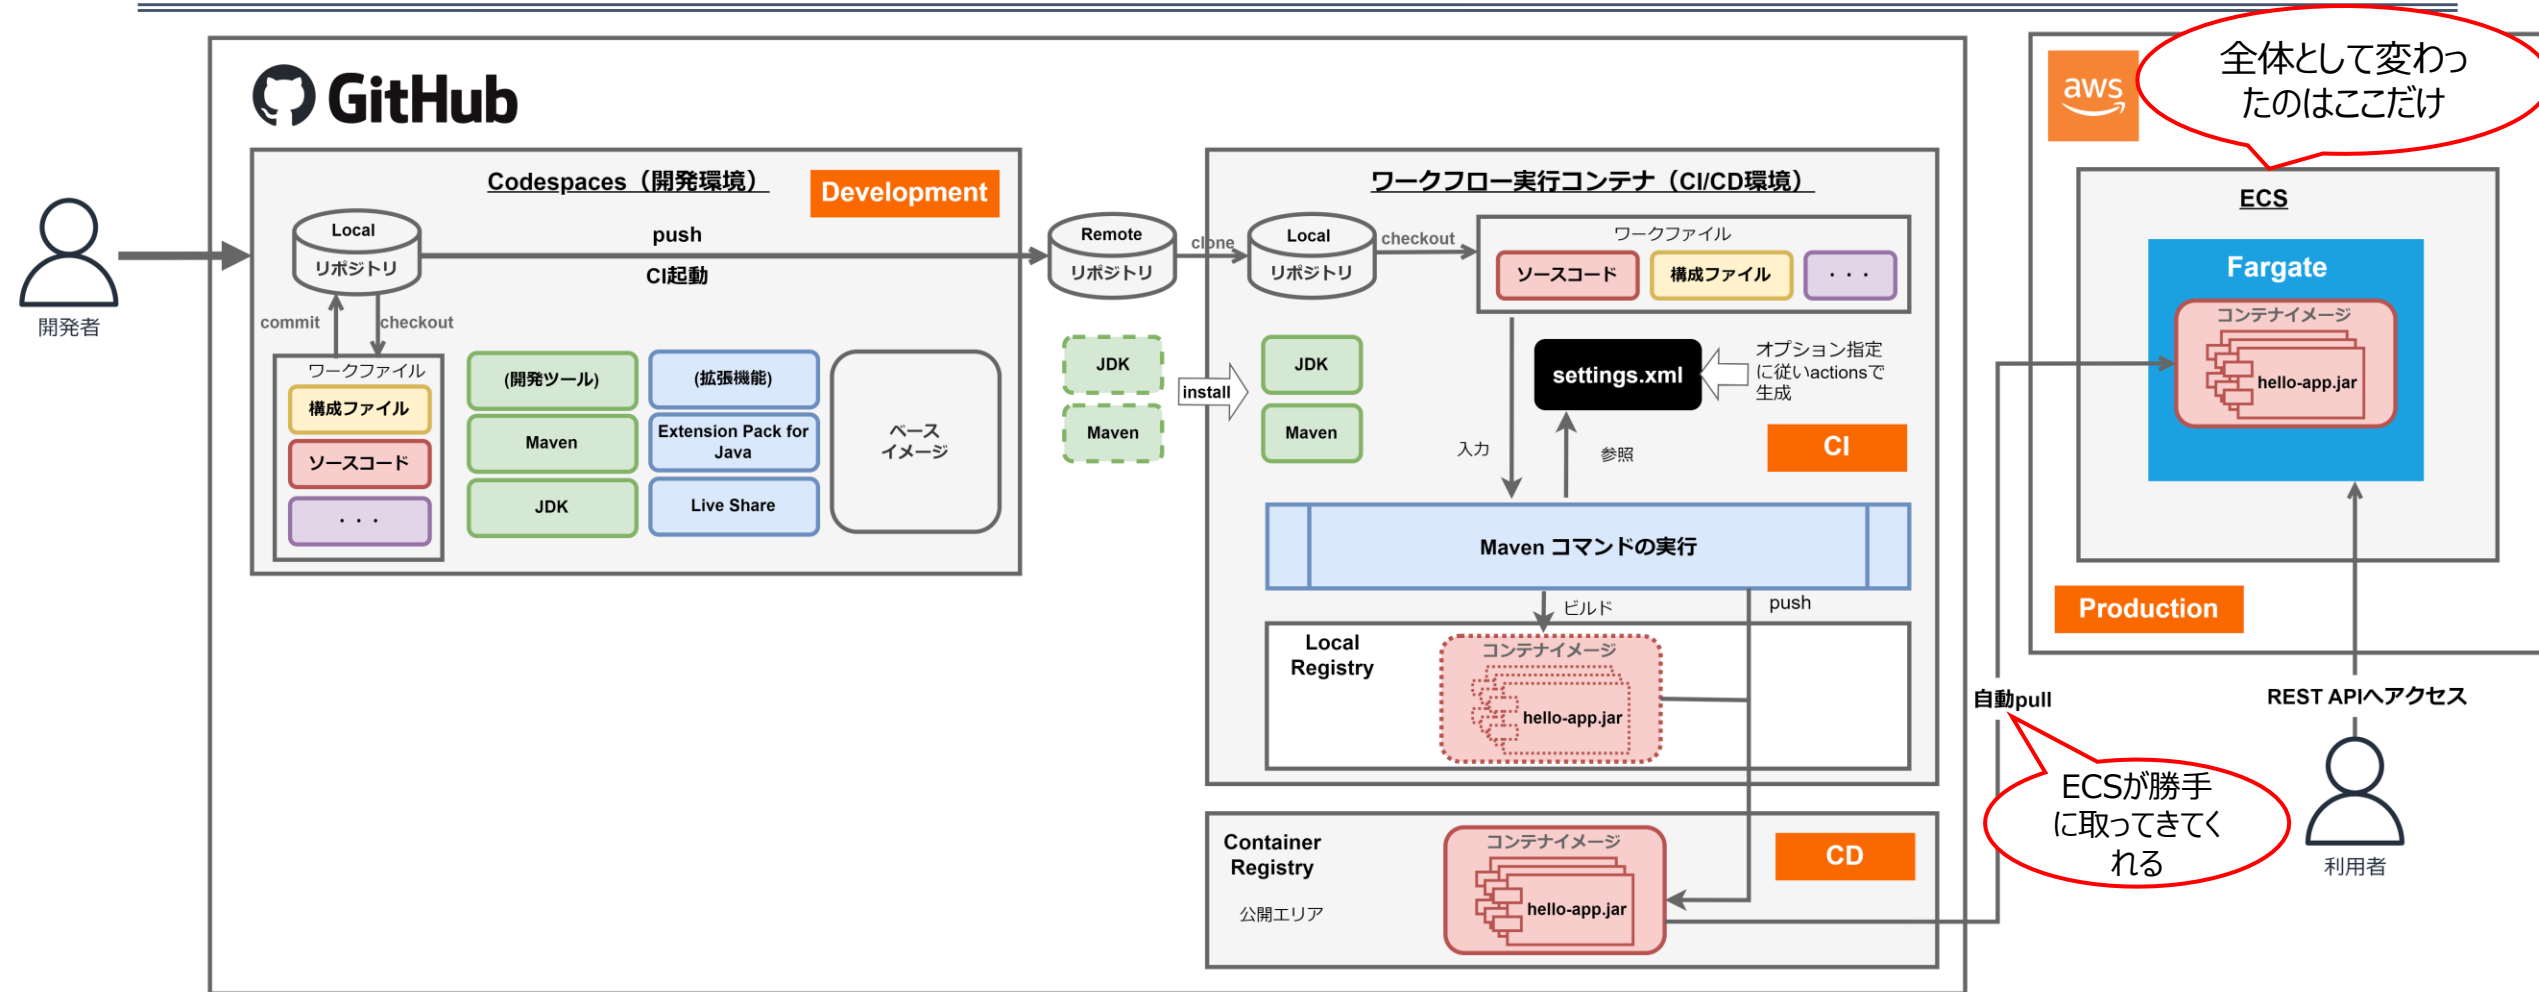 GitHub
aws
全体として変わっ
たのはここだけ
Codespaces（開発環境）
Development
Local
リポジトリ
push
CI起動
commit
checkout
ワークファイル
構成ファイル
ソースコード
・・・
(開発ツール)
Maven
JDK
(拡張機能)
Extension Pack for
Java
Live Share
ベース
イメージ
開発者
Remote
リポジトリ
clone
JDK
Maven
install
ワークフロー実行コンテナ（CI/CD環境）
Local
リポジトリ
checkout
ワークファイル
ソースコード
構成ファイル
・・・
JDK
Maven
settings.xml
オプション指定
に従いactionsで
生成
入力
参照
CI
Maven コマンドの実行
ビルド
push
Local
Registry
コンテナイメージ
hello-app.jar
Container
Registry
公開エリア
コンテナイメージ
hello-app.jar
CD
ECS
Fargate
コンテナイメージ
hello-app.jar
Production
自動pull
REST APIへアクセス
ECSが勝手
に取ってきてく
れる
利用者